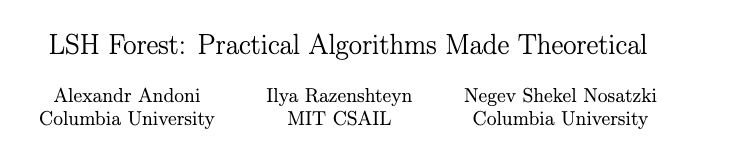 LSH Forest: Practical Algorithms Made Theoretical
Alexandr Andoni Ilya Razenshteyn Negev Shekel Nosatzki
Columbia University MIT CSAIL Columbia University